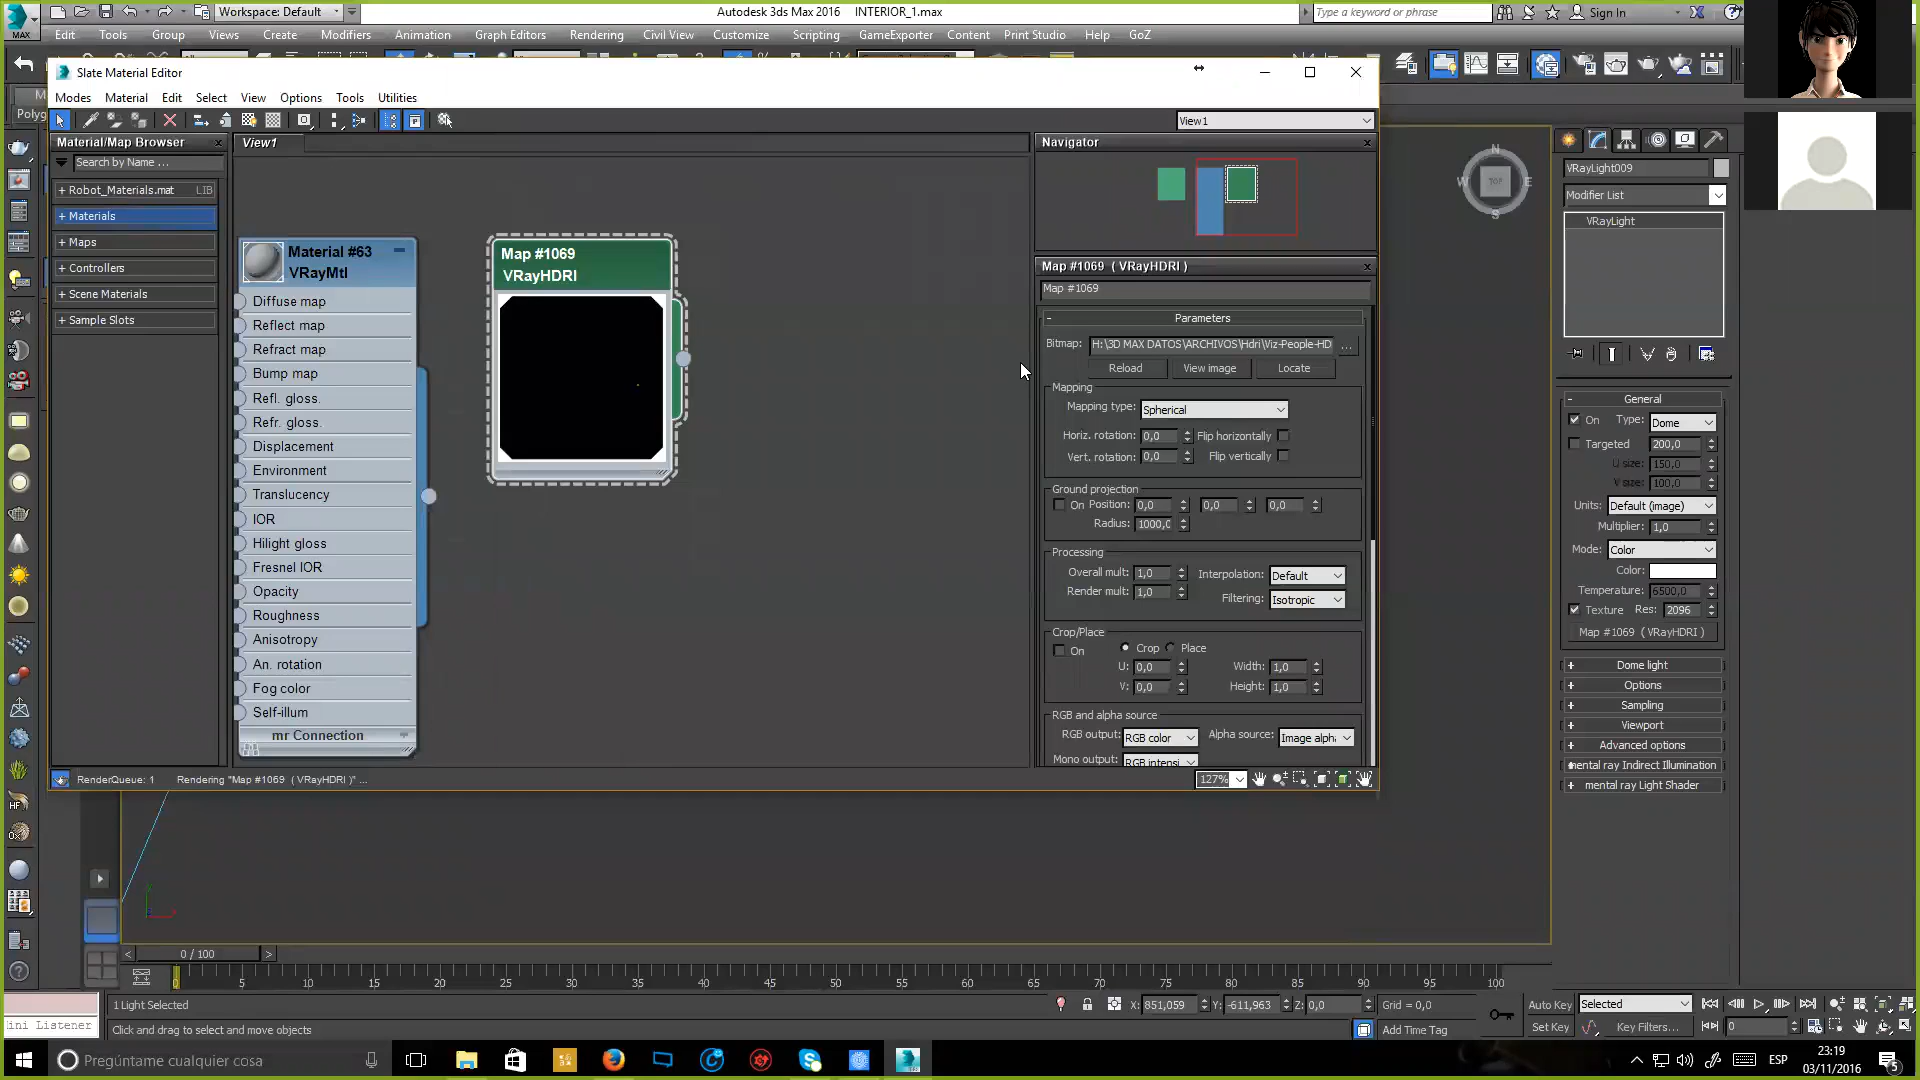 Workspace: Default
Autodesk 3ds Max 2016 INTERIOR_1.max
Type a keyword or phrase
Sign In
MAX
Edit Tools Group Views Create Modifiers Animation Graph Editors Rendering Civil View Customize Scripting GameExporter Content Print Studio Help GoZ
Slate Material Editor
Modes Material Edit Select View Options Tools Utilities
View1
Material/Map Browser
Search by Name ...
+ Robot_Materials.mat LIB
+ Materials
+ Maps
+ Controllers
+ Scene Materials
+ Sample Slots
View1
Material #63
VRayMtl
Diffuse map
Reflect map
Refract map
Bump map
Refl. gloss.
Refr. gloss.
Displacement
Environment
Translucency
IOR
Hilight gloss
Fresnel IOR
Opacity
Roughness
Anisotropy
An. rotation
Fog color
Self-illum
mr Connection
Map #1069
VRayHDRI
Navigator
Map #1069 ( VRayHDRI )
Map #1069
- Parameters
Bitmap: H:\3D MAX DATOS\ARCHIVOS\Hdri\Viz-People-HD ...
Reload View image Locate
Mapping
Mapping type: Spherical
Horiz. rotation: 0,0 Flip horizontally
Vert. rotation: 0,0 Flip vertically
Ground projection
On Position: 0,0 0,0 0,0
Radius: 1000,0
Processing
Overall mult: 1,0 Interpolation: Default
Render mult: 1,0 Filtering: Isotropic
Crop/Place
On Crop Place
U: 0,0 Width: 1,0
V: 0,0 Height: 1,0
RGB and alpha source
RGB output: RGB color Alpha source: Image alpha
Mono output: RGB intensi
RenderQueue: 1 Rendering "Map #1069 ( VRayHDRI )" ...
127%
N
W TOP E
S
VRayLight009
Modifier List
VRayLight
- General
On Type: Dome
Targeted 200,0
U size: 150,0
V size: 100,0
Units: Default (image)
Multiplier: 1,0
Mode: Color
Color:
Temperature: 6500,0
Texture Res: 2096
Map #1069 ( VRayHDRI )
+ Dome light
+ Options
+ Sampling
+ Viewport
+ Advanced options
+ mental ray Indirect Illumination
+ mental ray Light Shader
< 0 / 100 >
0 5 10 15 20 25 30 35 40 45 50 55 60 65 70 75 80 85 90 95 100
1 Light Selected
X: 851,059 Y: -611,963 Z: 0,0 Grid = 0,0
Auto Key Selected
Mini Listener
Click and drag to select and move objects
Add Time Tag
Set Key Key Filters... 0
Pregúntame cualquier cosa
ESP
23:19
03/11/2016
5